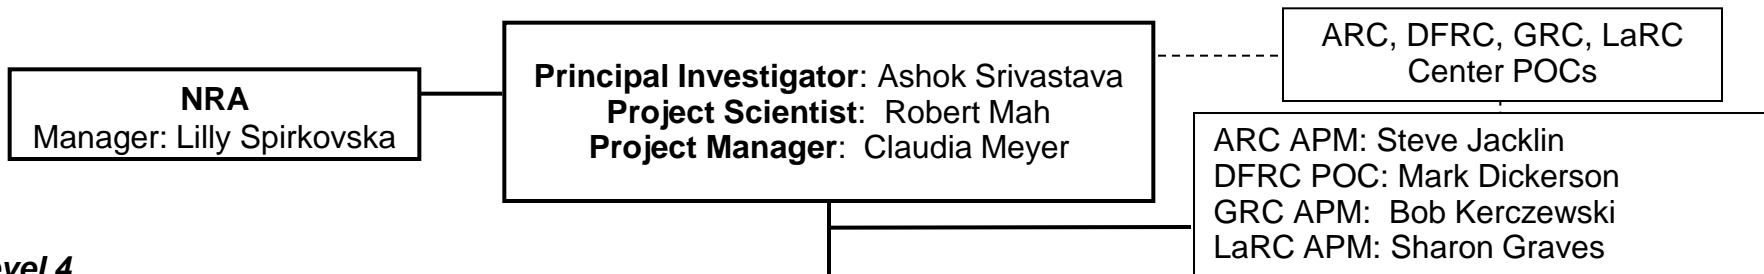 ARC, DFRC, GRC, LaRC
Center POCs
NRA
Manager: Lilly Spirkovska
Principal Investigator: Ashok Srivastava
Project Scientist: Robert Mah
Project Manager: Claudia Meyer
ARC APM: Steve Jacklin
DFRC POC: Mark Dickerson
GRC APM: Bob Kerczewski
LaRC APM: Sharon Graves
4